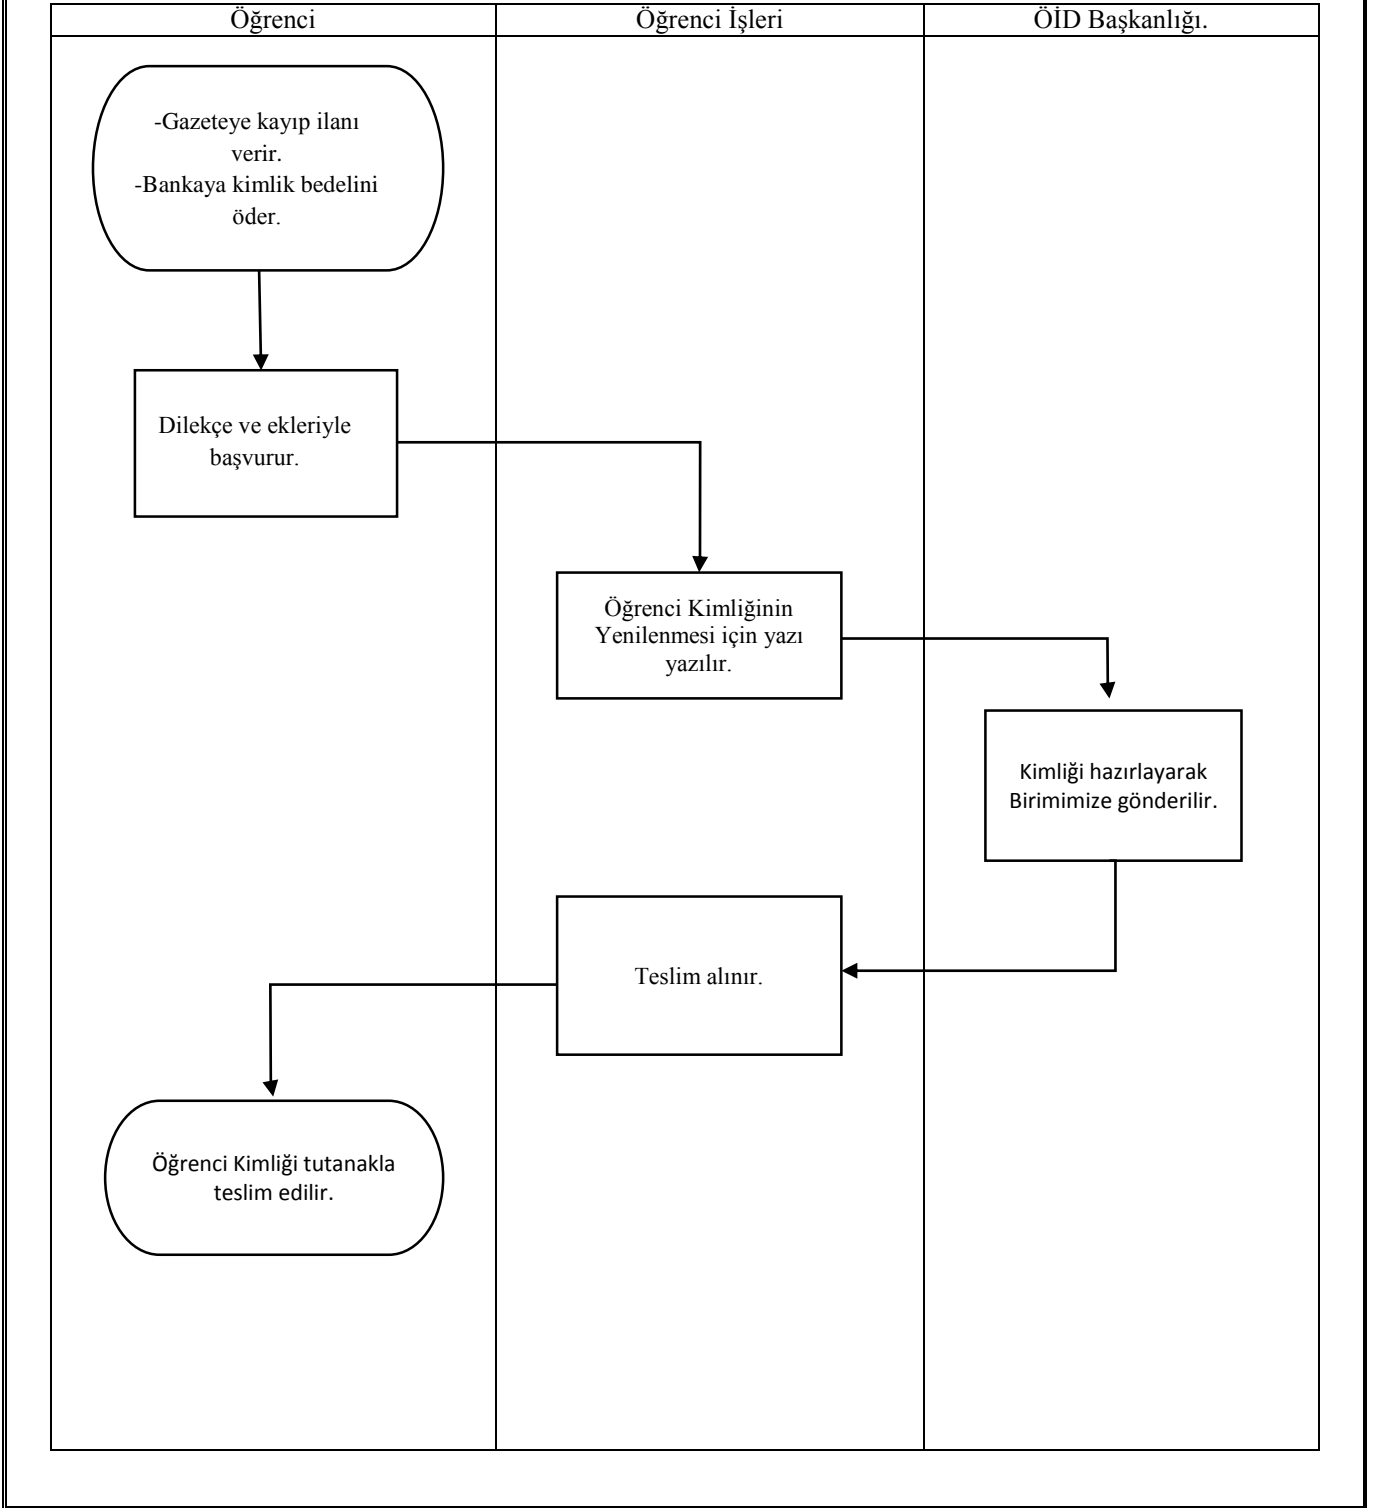 Öğrenci
Öğrenci İşleri
ÖİD Başkanlığı.
-Gazeteye kayıp ilanı
verir.
-Bankaya kimlik bedelini
öder.
Dilekçe ve ekleriyle
başvurur.
Öğrenci Kimliğinin
Yenilenmesi için yazı
yazılır.
Kimliği hazırlayarak
Birimimize gönderilir.
Teslim alınır.
Öğrenci Kimliği tutanakla
teslim edilir.